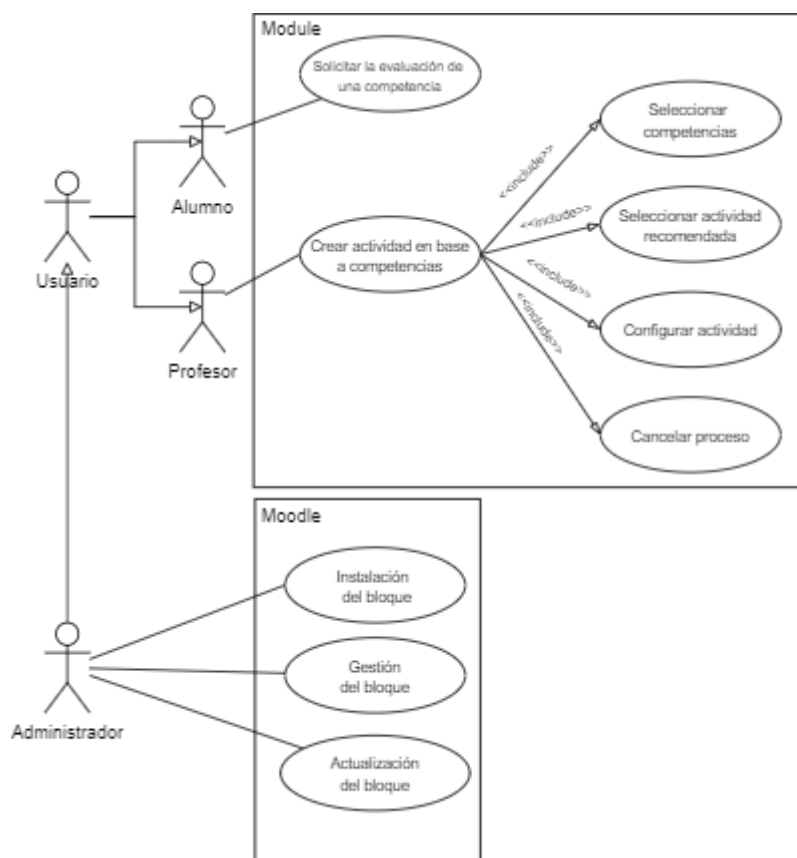 Module
Solicitar la evaluación de
una competencia
Seleccionar
competencias
<<include>>
Alumno
<<include>>
Seleccionar actividad
recomendada
Crear actividad en base
a competencias
Usuario
<<include>>
<<include>>
Configurar actividad
Profesor
Cancelar proceso
Moodle
Instalación
del bloque
Gestión
del bloque
Administrador
Actualización
del bloque